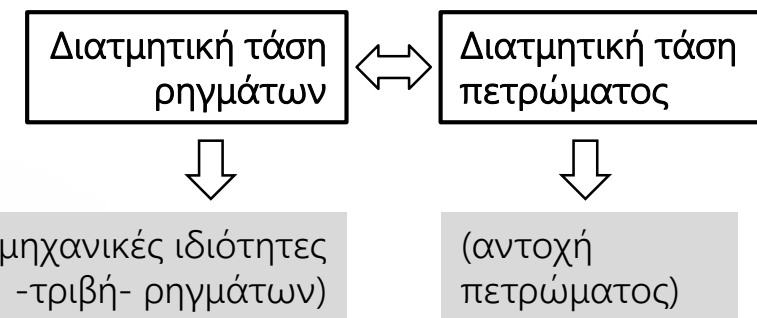 Διατμητική τάση
ρηγμάτων
Διατμητική τάση
πετρώματος
μηχανικές ιδιότητες
-τριβή- ρηγμάτων)
(αντοχή
πετρώματος)